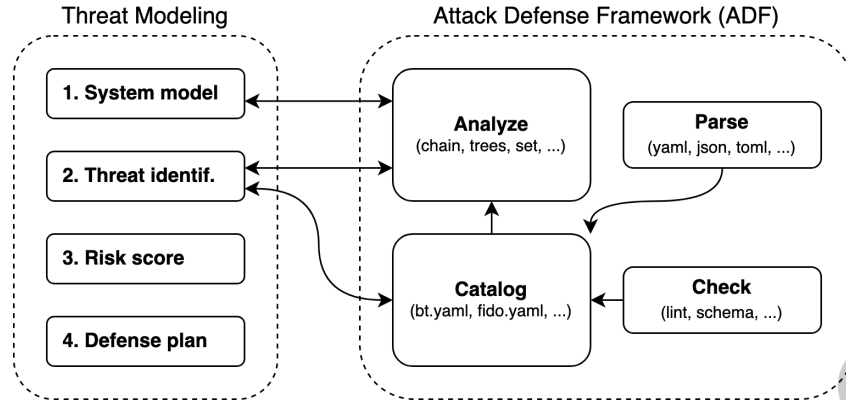 Threat Modeling
1. System model
2. Threat identif.
3. Risk score
4. Defense plan
Attack Defense Framework (ADF)
Analyze
(chain, trees, set, ...)
Parse
(yaml, json, toml, ...)
Catalog
(bt.yaml, fido.yaml, ...)
Check
(lint, schema, ...)